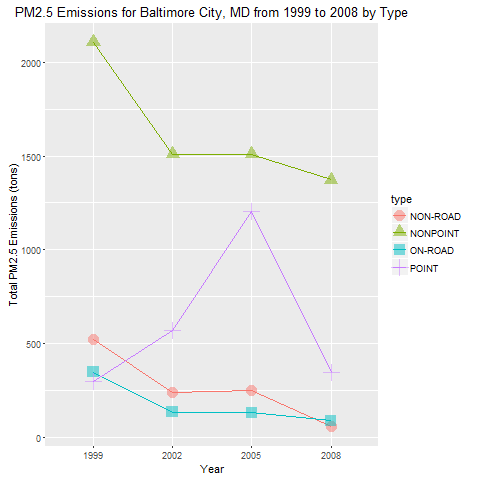 PM2.5 Emissions for Baltimore City, MD from 1999 to 2008 by Type
Total PM2.5 Emissions (tons)
2000
1500
1000
500
0
1999 2002 2005 2008
Year
type
NON-ROAD
NONPOINT
ON-ROAD
POINT